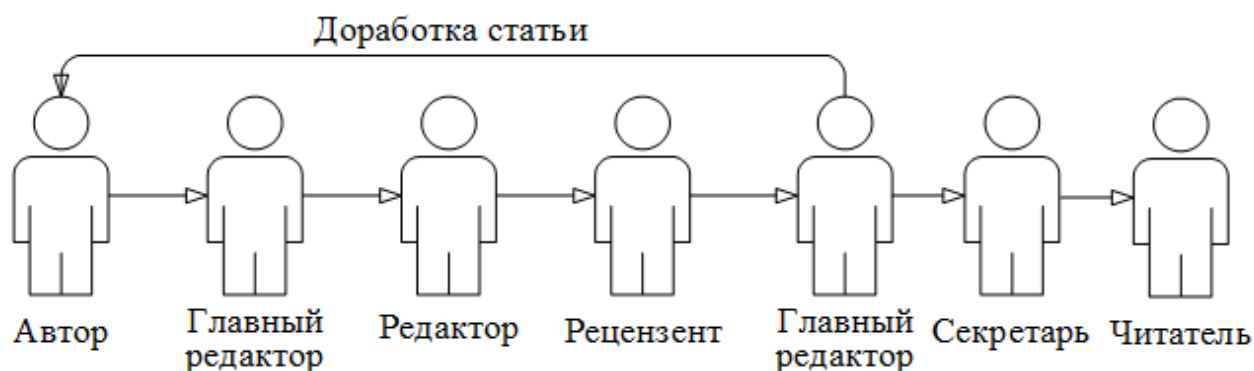 Доработка статьи
Автор
Главный
редактор
Редактор
Рецензент
Главный
редактор
Секретарь
Читатель